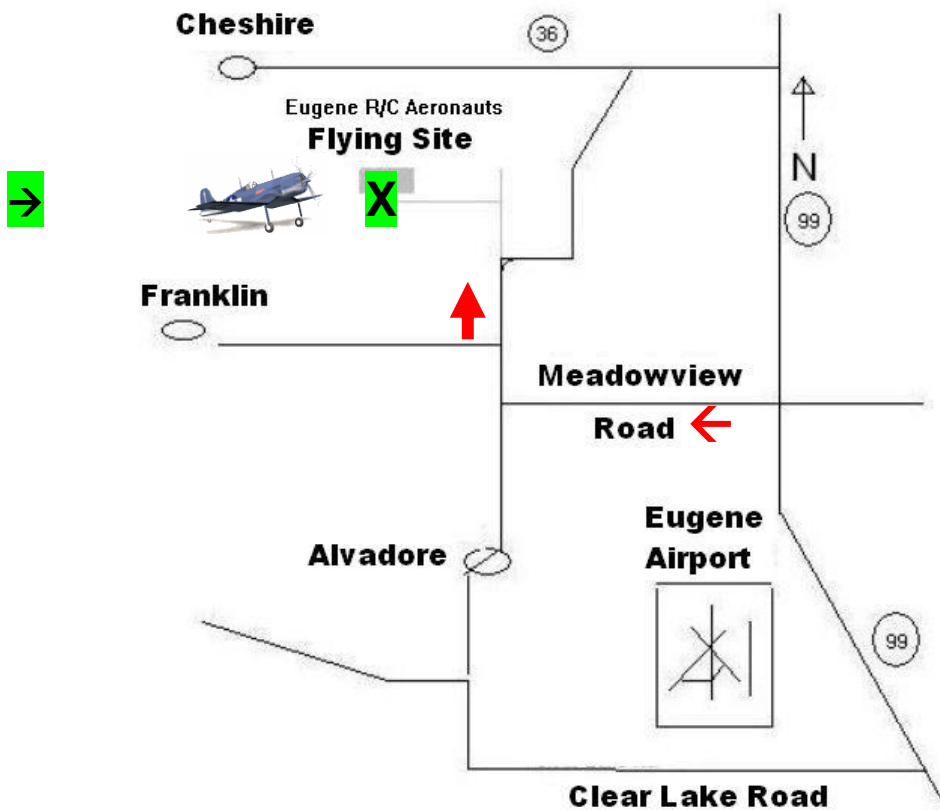 Cheshire
36
Eugene R/C Aeronauts
Flying Site
N
→
X
99
Franklin
Meadowview
Road
Eugene
Airport
Alvadore
99
Clear Lake Road